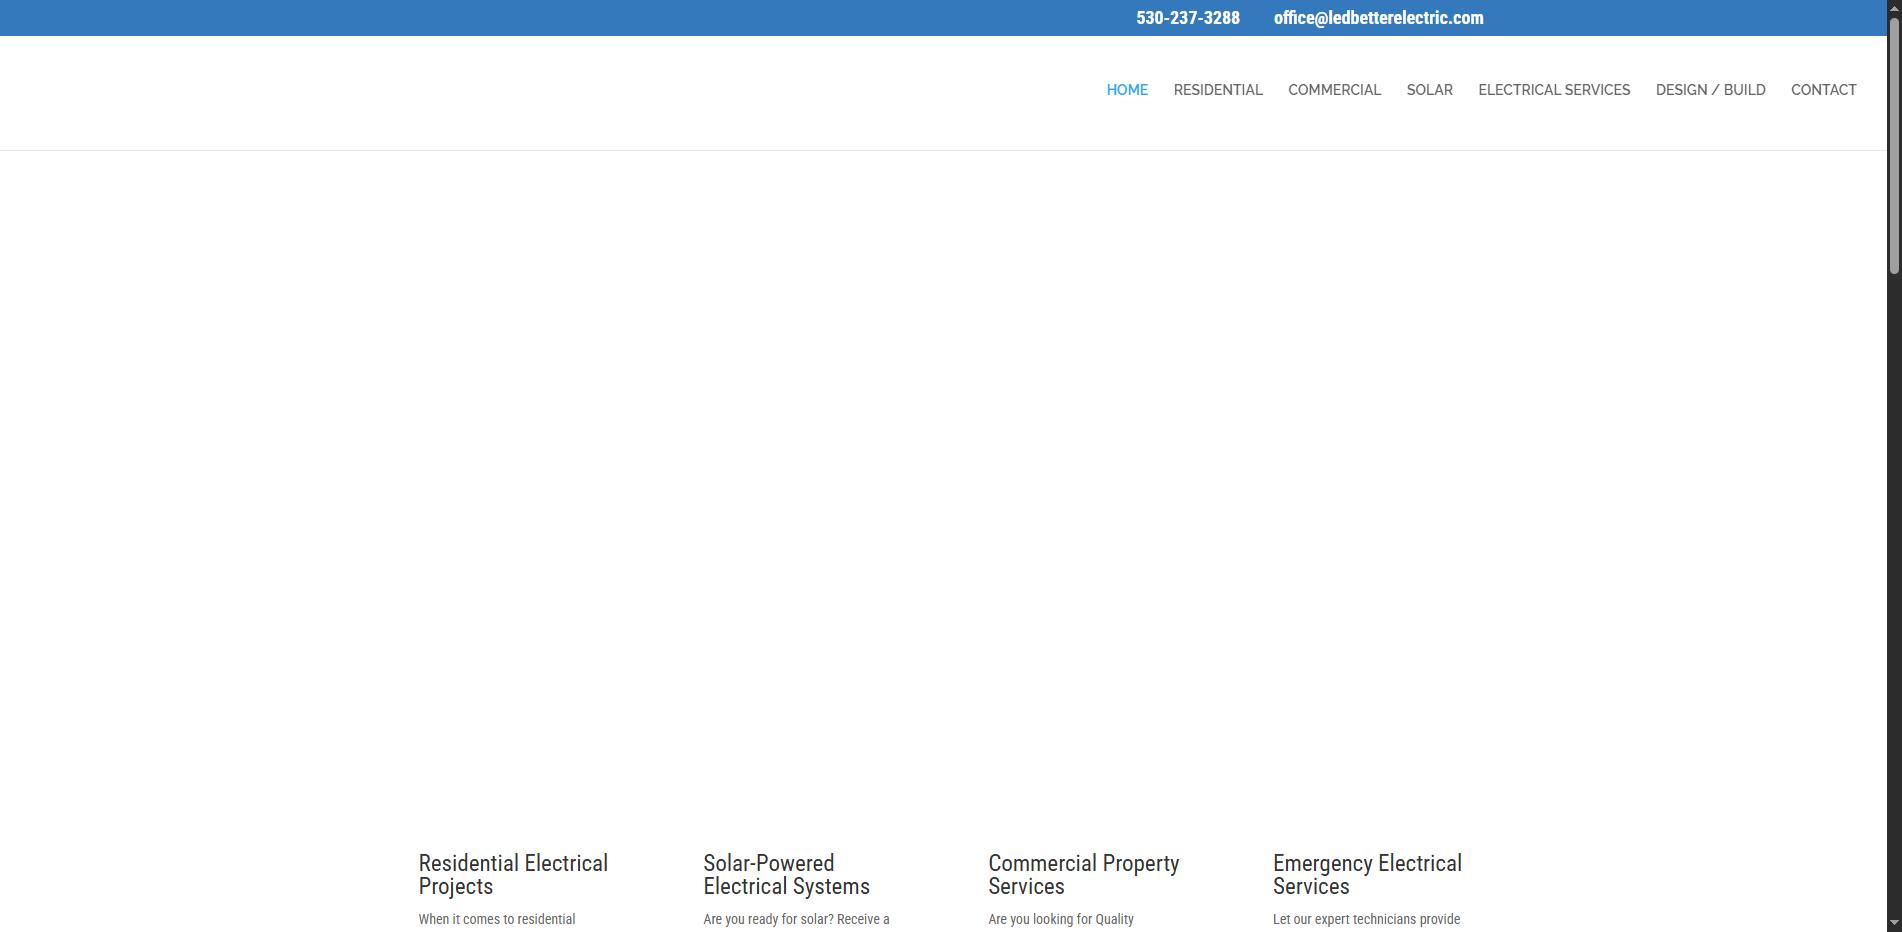 530-237-3288 office@ledbetterelectric.com
HOME RESIDENTIAL COMMERCIAL SOLAR ELECTRICAL SERVICES DESIGN / BUILD CONTACT
Residential Electrical
Projects
When it comes to residential
Solar-Powered
Electrical Systems
Are you ready for solar? Receive a
Commercial Property
Services
Are you looking for Quality
Emergency Electrical
Services
Let our expert technicians provide